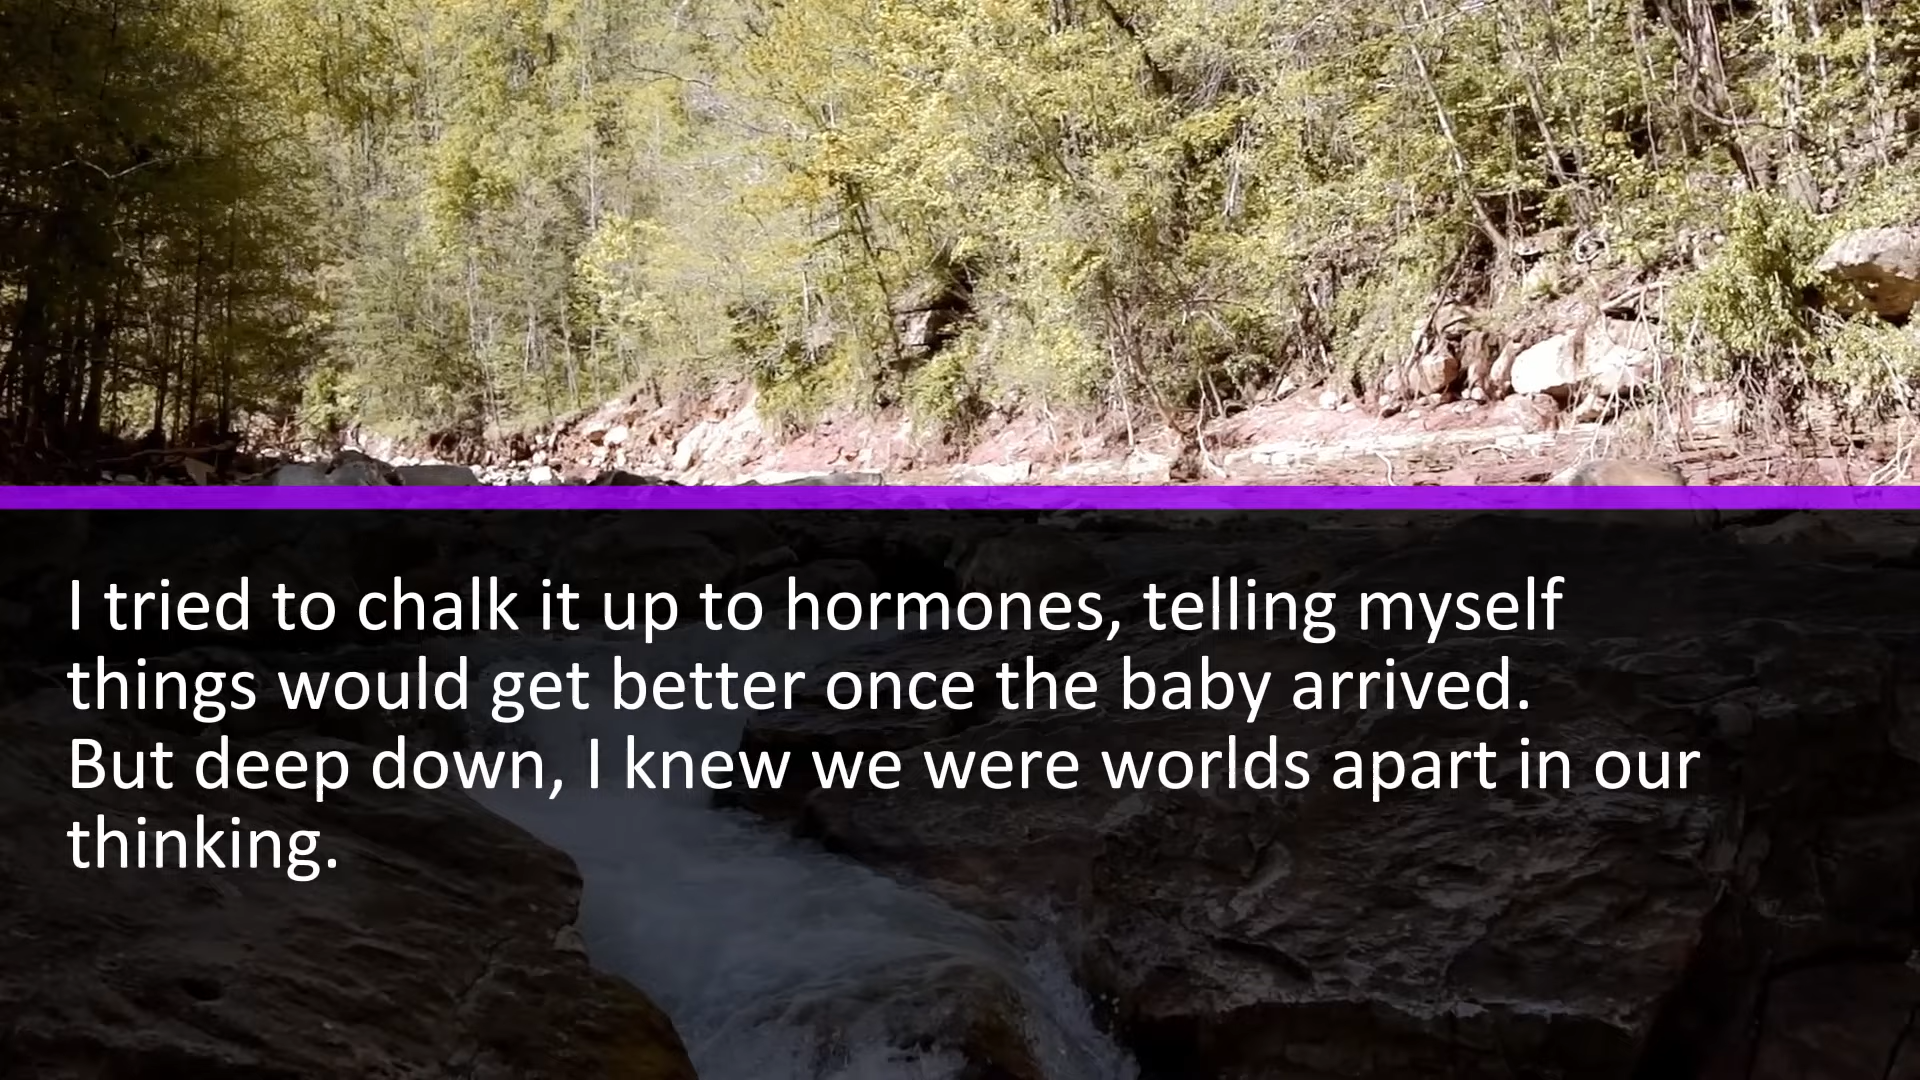 I tried to chalk it up to hormones, telling myself
things would get better once the baby arrived.
But deep down, I knew we were worlds apart in our
thinking.